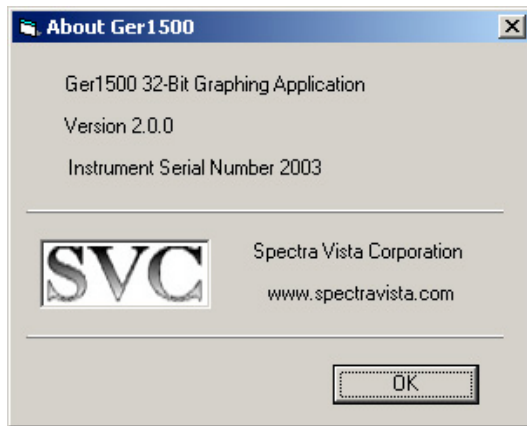 About Ger1500
Ger1500 32-Bit Graphing Application
Version 2.0.0
Instrument Serial Number 2003
SVC
Spectra Vista Corporation
www.spectravista.com
OK